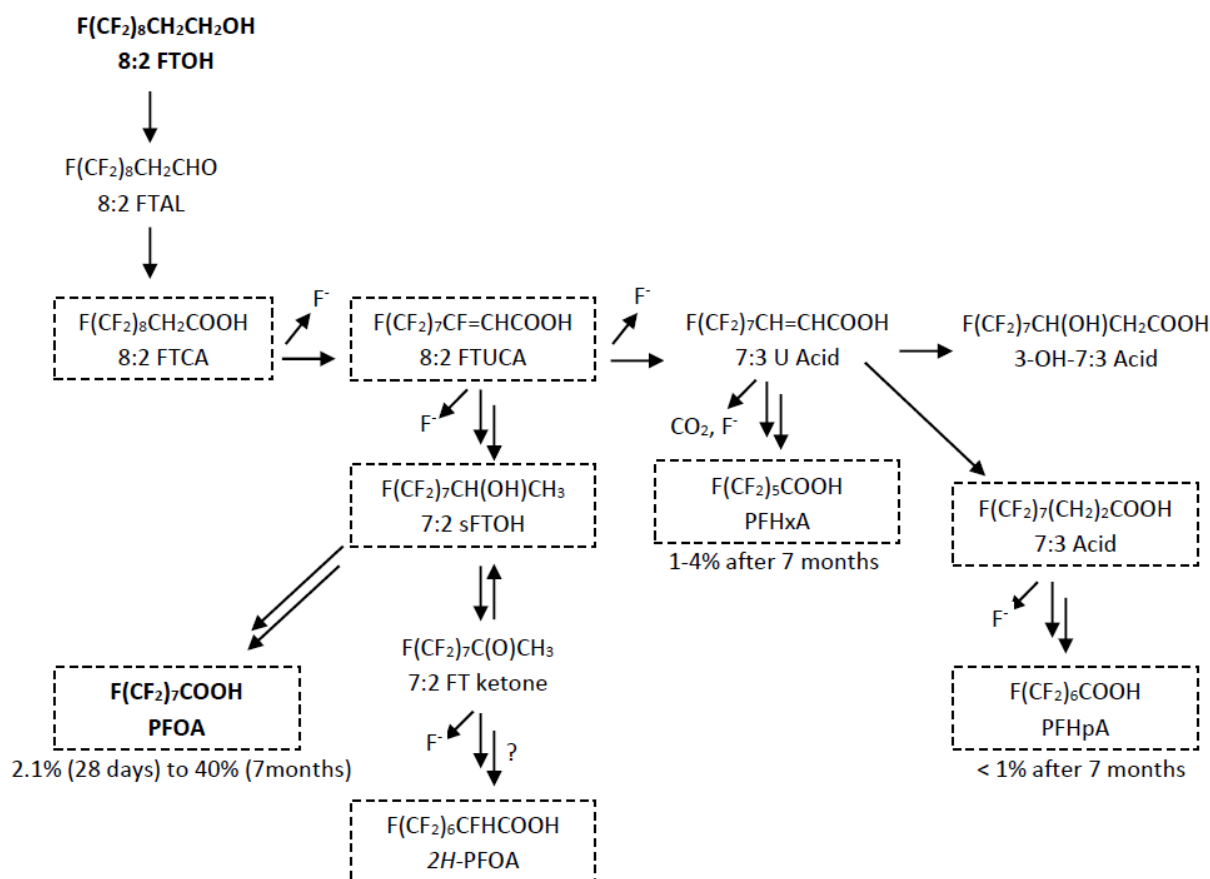 F(CF₂)₈CH₂CH₂OH
8:2 FTOH
F(CF₂)₈CH₂CHO
8:2 FTAL
F(CF₂)₈CH₂COOH
8:2 FTCA
F⁻
F(CF₂)₇CF=CHCOOH
8:2 FTUCA
F⁻
F(CF₂)₇CH=CHCOOH
7:3 U Acid
F(CF₂)₇CH(OH)CH₂COOH
3-OH-7:3 Acid
F⁻
CO₂, F⁻
F(CF₂)₇CH(OH)CH₃
7:2 sFTOH
F(CF₂)₅COOH
PFHxA
1-4% after 7 months
F(CF₂)₇(CH₂)₂COOH
7:3 Acid
F⁻
F(CF₂)₇C(O)CH₃
7:2 FT ketone
F(CF₂)₇COOH
PFOA
2.1% (28 days) to 40% (7months)
F(CF₂)₆COOH
PFHpA
< 1% after 7 months
F⁻
?
F(CF₂)₆CFHCOOH
2H-PFOA